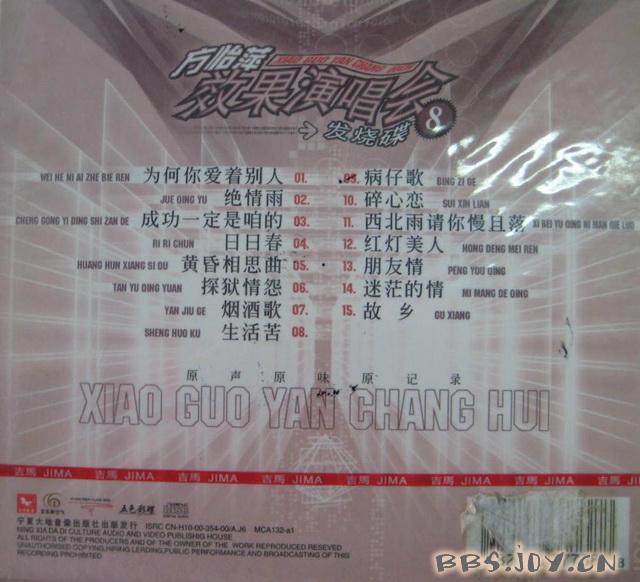 方怡萍
XIAO GUO YAN CHANG HUI
效果演唱会
发烧碟 8
WEI HE NI AI ZHE BIE REN 为何你爱着别人 01.
JUE QING YU 绝情雨 02.
CHENG GONG YI DING SHI ZAN DE 成功一定是咱的 03.
RI RI CHUN 日日春 04.
HUANG HUN XIANG SI QU 黄昏相思曲 05.
TAN YU QING YUAN 探狱情怨 06.
YAN JIU GE 烟酒歌 07.
SHENG HUO KU 生活苦 08.
09. 病仔歌 BING ZI GE
10. 碎心恋 SUI XIN LIAN
11. 西北雨请你慢且落 XI BEI YU QING NI MAN QIE LUO
12. 红灯美人 HONG DENG MEI REN
13. 朋友情 PENG YOU QING
14. 迷茫的情 MI MANG DE QING
15. 故乡 GU XIANG
原声原味原记录
XIAO GUO YAN CHANG HUI
吉馬 JIMA 吉馬 JIMA 吉馬 JIMA 吉馬 JIMA 吉馬 JIMA 吉馬 JIMA 吉馬 JIMA
五色彩蝶
宁夏大地音像出版社出版发行 ISRC CN-H10-00-354-00/A.J6 MCA132-a1
NING XIA DA DI CULTURE AUDIO AND VIDEO PUBLISHIG HOUSE
ALL RIGHTS OF THE PRODUCERS AND OF THE OWNER OF THE WORK REPRODUCED RESEVED
UNAUTHORISED COPYING, HIRING LERDING, PUBLIC PERFORMANCE AND BROADCASTING OF THIS
RECORDING PROHIBITED
BBS.JOY.CN